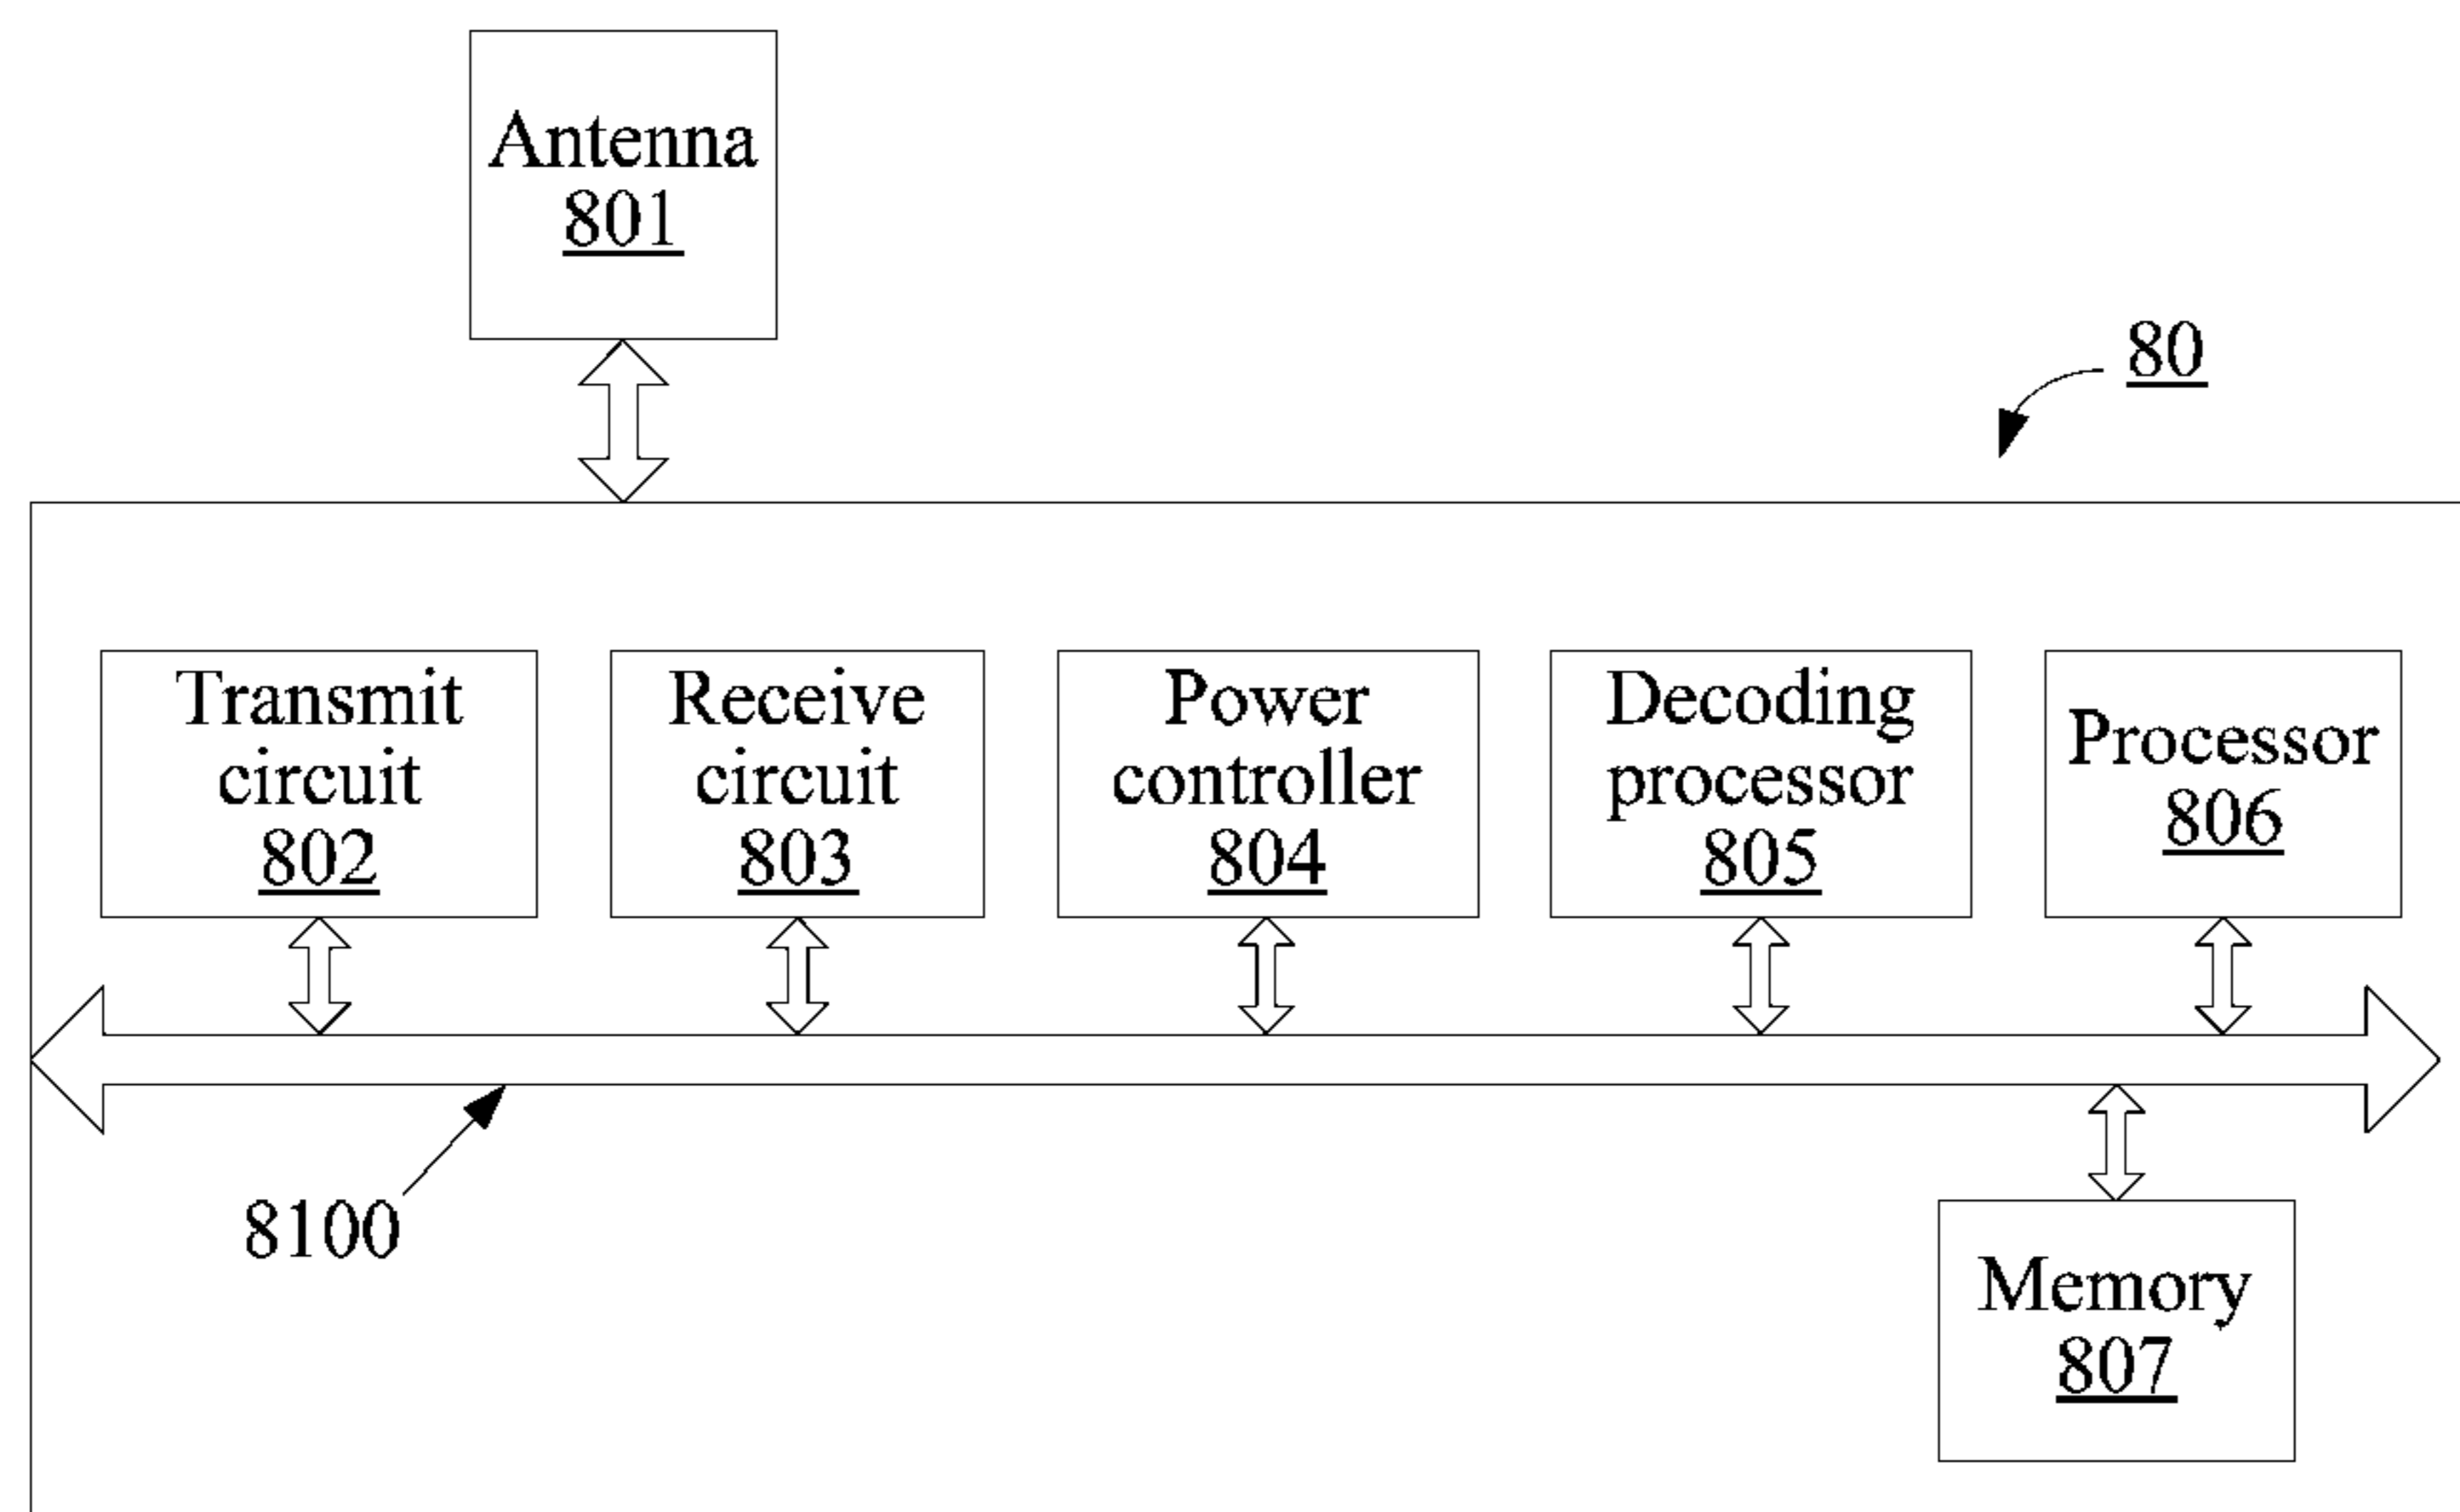 Antenna
801
80
Transmit
circuit
802
Receive
circuit
803
Power
controller
804
Decoding
processor
805
Processor
806
8100
Memory
807